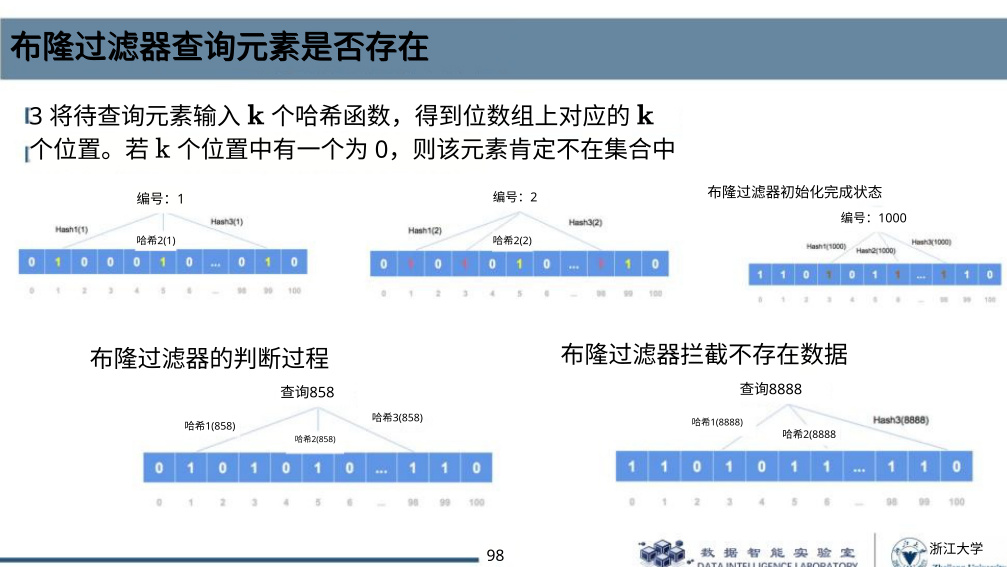 布隆过滤器查询元素是否存在
3 将待查询元素输入 k 个哈希函数，得到位数组上对应的 k
个位置。若 k 个位置中有一个为 0，则该元素肯定不在集合中
编号：1
Hash1(1)
Hash3(1)
哈希2(1)
0 1 0 0 0 1 0 ... 0 1 0
0 1 2 3 4 5 6 ... 98 99 100
编号：2
Hash1(2)
Hash3(2)
哈希2(2)
0 1 0 1 0 1 0 ... 1 1 0
0 1 2 3 4 5 6 ... 98 99 100
布隆过滤器初始化完成状态
编号：1000
Hash1(1000)
Hash2(1000)
Hash3(1000)
1 1 0 1 0 1 1 ... 1 1 0
0 1 2 3 4 5 6 ... 98 99 100
布隆过滤器的判断过程
查询858
哈希1(858)
哈希2(858)
哈希3(858)
0 1 0 1 0 1 0 ... 1 1 0
0 1 2 3 4 5 6 ... 98 99 100
布隆过滤器拦截不存在数据
查询8888
哈希1(8888)
哈希2(8888
Hash3(8888)
1 1 0 1 0 1 1 ... 1 1 0
0 1 2 3 4 5 6 ... 98 99 100
98
数据智能实验室
DATA INTELLIGENCE LABORATORY
浙江大学